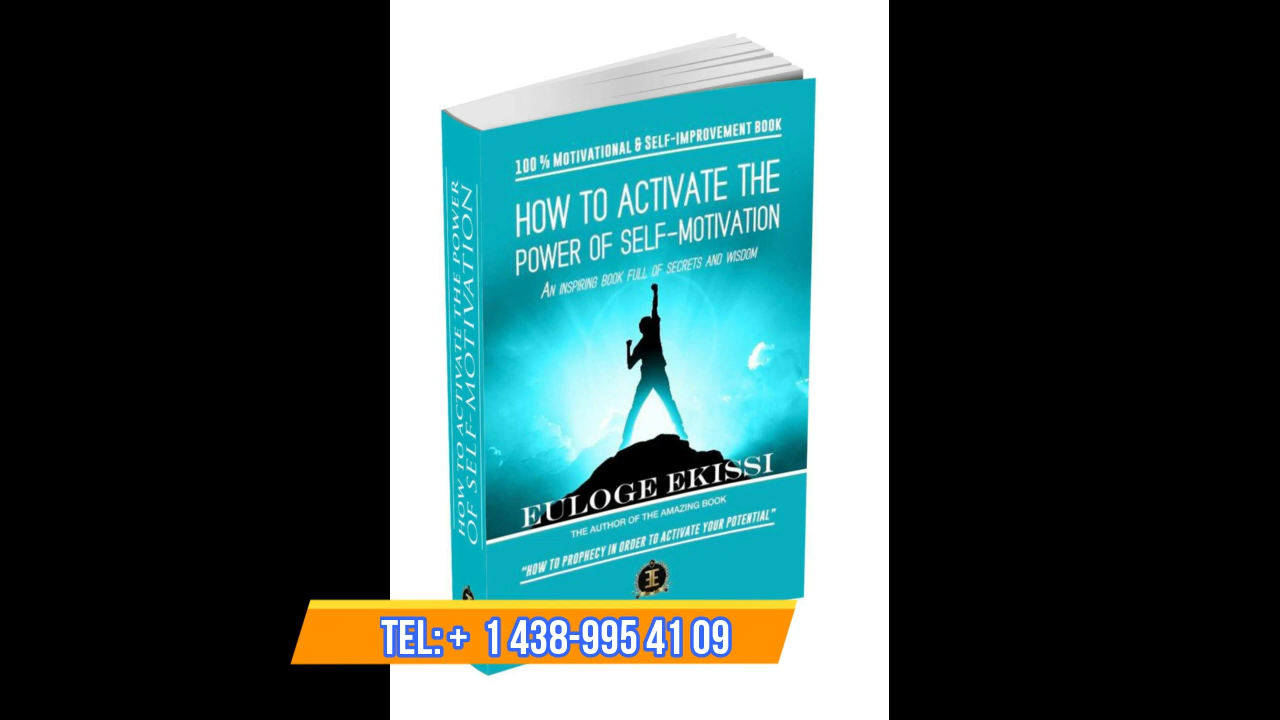 100 % MOTIVATIONAL & SELF-IMPROVEMENT BOOK
HOW TO ACTIVATE THE
POWER OF SELF-MOTIVATION
AN INSPIRING BOOK FULL OF SECRETS AND WISDOM
EULOGE EKISSI
THE AUTHOR OF THE AMAZING BOOK
"HOW TO PROPHECY IN ORDER TO ACTIVATE YOUR POTENTIAL"
EE
HOW TO ACTIVATE THE POWER
OF SELF-MOTIVATION
TEL: + 1 438-995 41 09